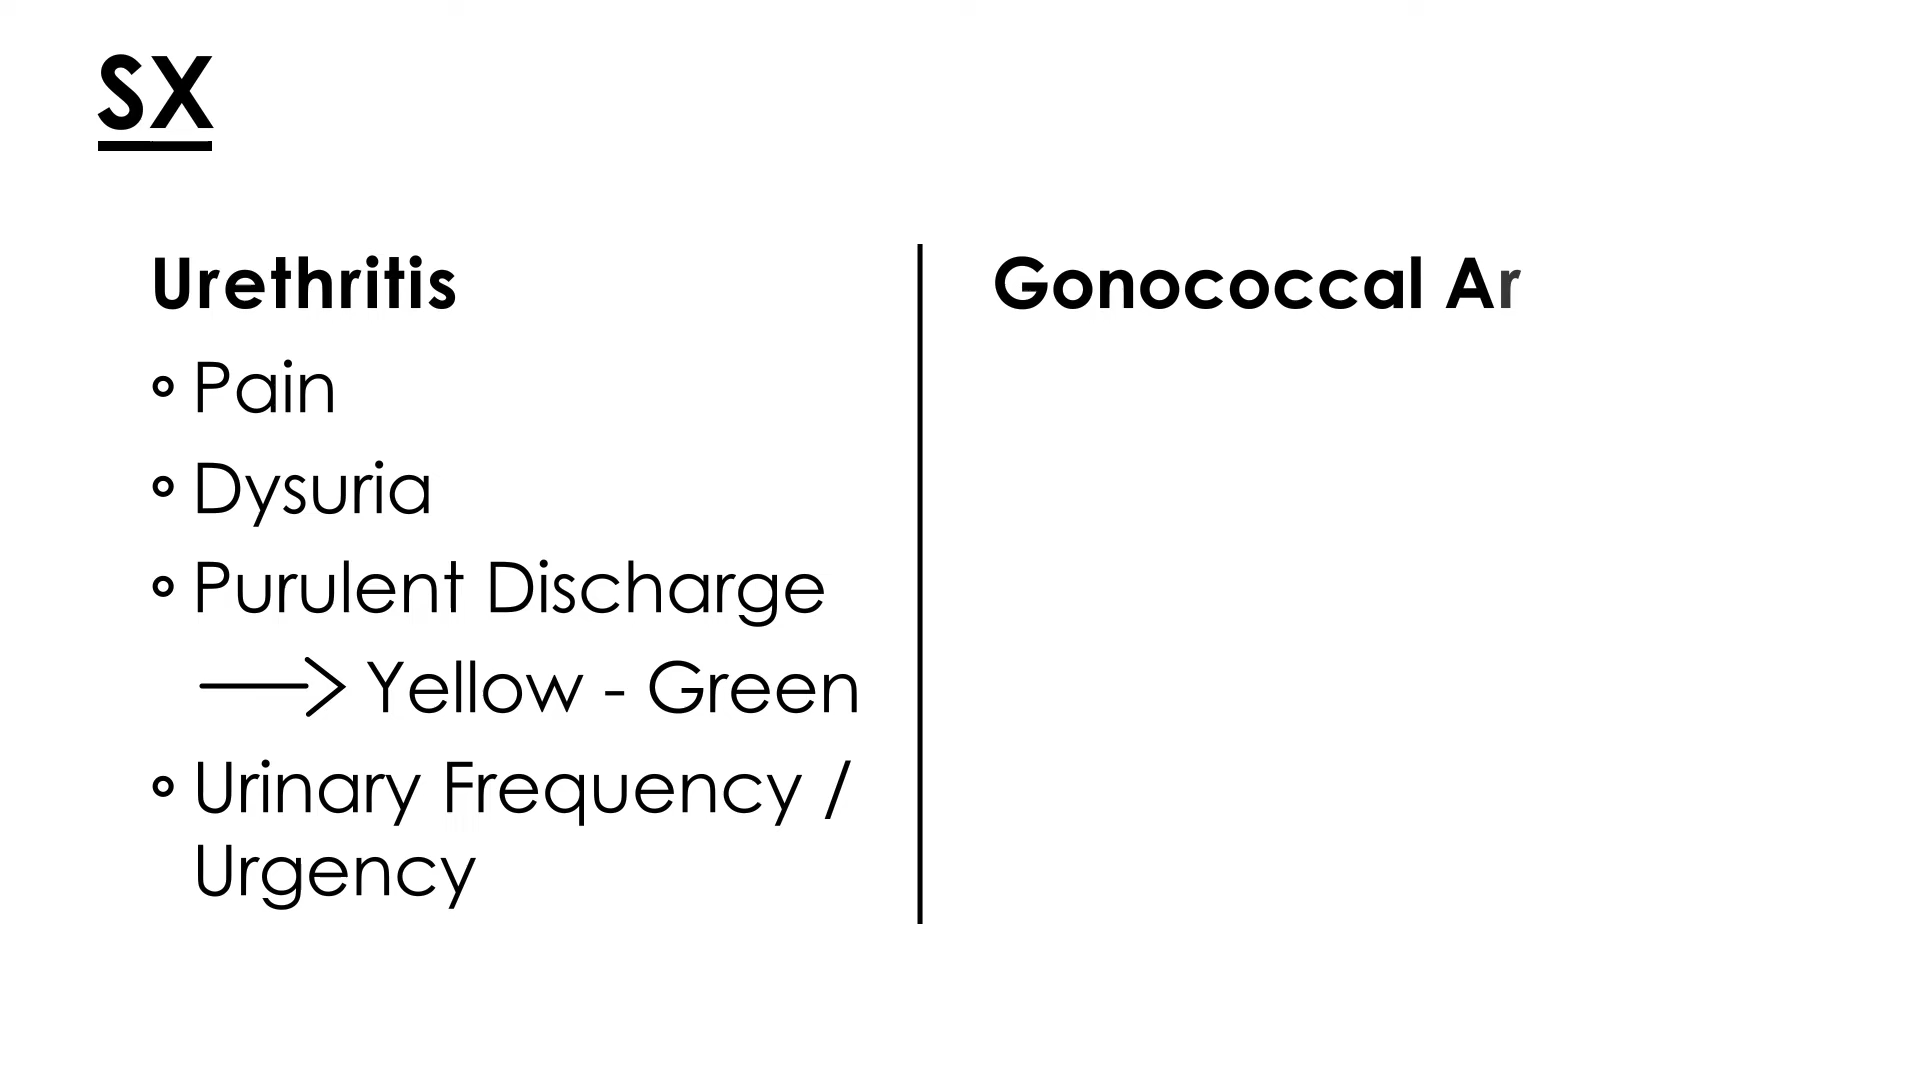 SX
Urethritis
Pain
Dysuria
Purulent Discharge
Yellow - Green
Urinary Frequency /
Urgency
Gonococcal Ar